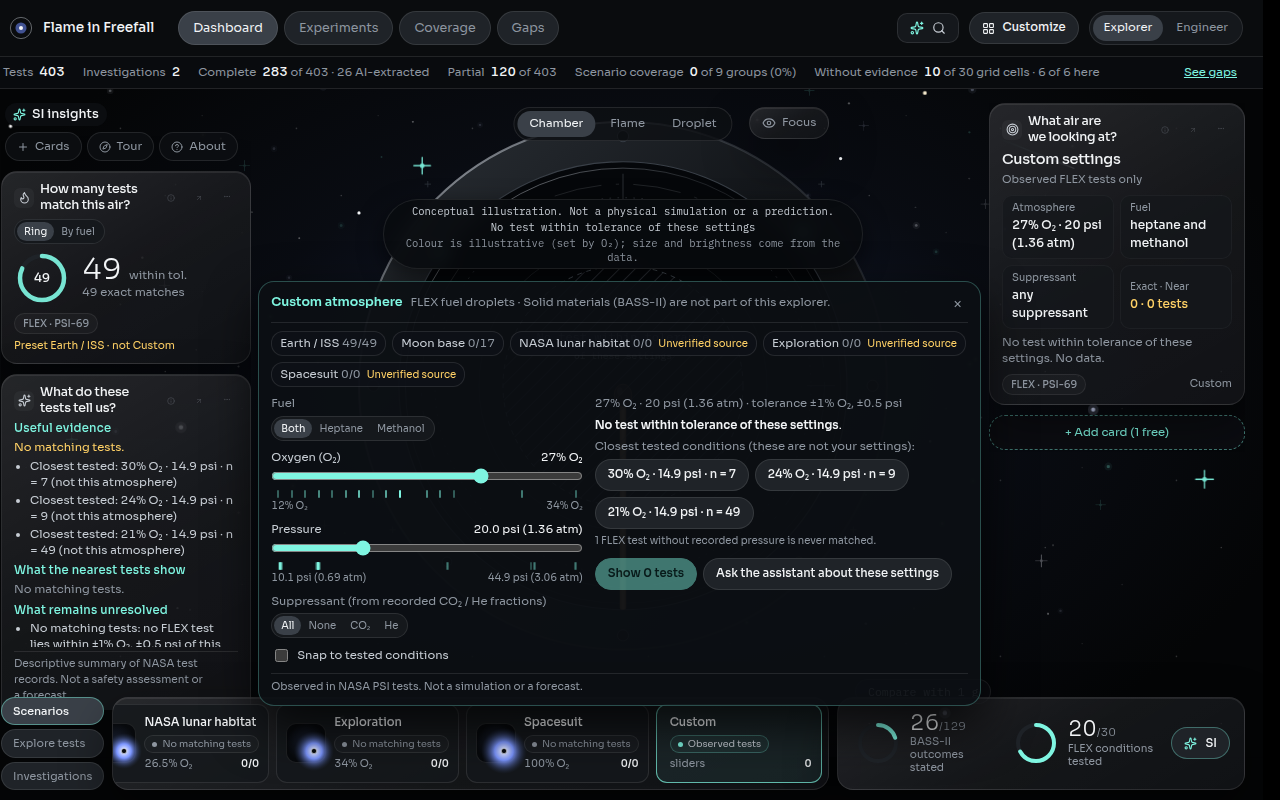 Flame in Freefall
Dashboard
Experiments
Coverage
Gaps
Customize
Explorer
Engineer
Tests 403
Investigations 2
Complete 283 of 403 · 26 AI-extracted
Partial 120 of 403
Scenario coverage 0 of 9 groups (0%)
Without evidence 10 of 30 grid cells · 6 of 6 here
See gaps
SI insights
+ Cards
Tour
About
How many tests
match this air?
Ring
By fuel
49
49 within tol.
49 exact matches
FLEX · PSI-69
Preset Earth / ISS · not Custom
What do these
tests tell us?
Useful evidence
No matching tests.
• Closest tested: 30% O₂ · 14.9 psi · n
= 7 (not this atmosphere)
• Closest tested: 24% O₂ · 14.9 psi · n
= 9 (not this atmosphere)
• Closest tested: 21% O₂ · 14.9 psi · n
= 49 (not this atmosphere)
What the nearest tests show
No matching tests.
What remains unresolved
• No matching tests: no FLEX test
lies within ±1% O₂, ±0.5 psi of this
Descriptive summary of NASA test
records. Not a safety assessment or
a forecast.
Chamber
Flame
Droplet
Focus
Conceptual illustration. Not a physical simulation or a prediction.
No test within tolerance of these settings
Colour is illustrative (set by O₂); size and brightness come from the
data.
Custom atmosphere FLEX fuel droplets · Solid materials (BASS-II) are not part of this explorer.
×
Earth / ISS 49/49
Moon base 0/17
NASA lunar habitat 0/0 Unverified source
Exploration 0/0 Unverified source
Spacesuit 0/0 Unverified source
Fuel
Both
Heptane
Methanol
Oxygen (O₂)
27% O₂
12% O₂
34% O₂
Pressure
20.0 psi (1.36 atm)
10.1 psi (0.69 atm)
44.9 psi (3.06 atm)
Suppressant (from recorded CO₂ / He fractions)
All
None
CO₂
He
Snap to tested conditions
27% O₂ · 20 psi (1.36 atm) · tolerance ±1% O₂, ±0.5 psi
No test within tolerance of these settings.
Closest tested conditions (these are not your settings):
30% O₂ · 14.9 psi · n = 7
24% O₂ · 14.9 psi · n = 9
21% O₂ · 14.9 psi · n = 49
1 FLEX test without recorded pressure is never matched.
Show 0 tests
Ask the assistant about these settings
Observed in NASA PSI tests. Not a simulation or a forecast.
What air are
we looking at?
Custom settings
Observed FLEX tests only
Atmosphere
27% O₂ · 20 psi
(1.36 atm)
Fuel
heptane and
methanol
Suppressant
any
suppressant
Exact · Near
0 · 0 tests
No test within tolerance of these
settings. No data.
FLEX · PSI-69
Custom
+ Add card (1 free)
Scenarios
Explore tests
Investigations
NASA lunar habitat
No matching tests
26.5% O₂
0/0
Exploration
No matching tests
34% O₂
0/0
Spacesuit
No matching tests
100% O₂
0/0
Custom
Observed tests
sliders
0
26/129
BASS-II
outcomes
stated
20/30
FLEX conditions
tested
SI